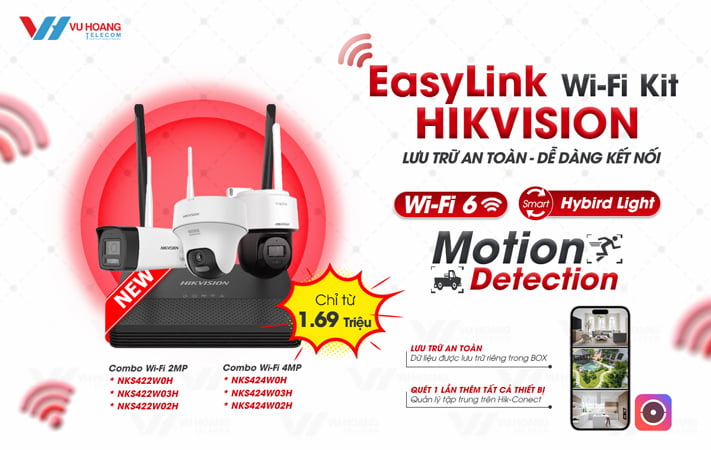 VU HOANG
TELECOM
EasyLink Wi-Fi Kit
HIKVISION
LƯU TRỮ AN TOÀN - DỄ DÀNG KẾT NỐI
Wi-Fi 6
Smart Hybird Light
Motion
Detection
HIKVISION
HIKVISION
NEW
Chỉ từ
1.69 Triệu
Combo Wi-Fi 2MP
* NKS422W0H
* NKS422W03H
* NKS422W02H
Combo Wi-Fi 4MP
* NKS424W0H
* NKS424W03H
* NKS424W02H
LƯU TRỮ AN TOÀN
Dữ liệu được lưu trữ riêng trong BOX
QUÉT 1 LẦN THÊM TẤT CẢ THIẾT BỊ
Quản lý tập trung trên Hik-Conect